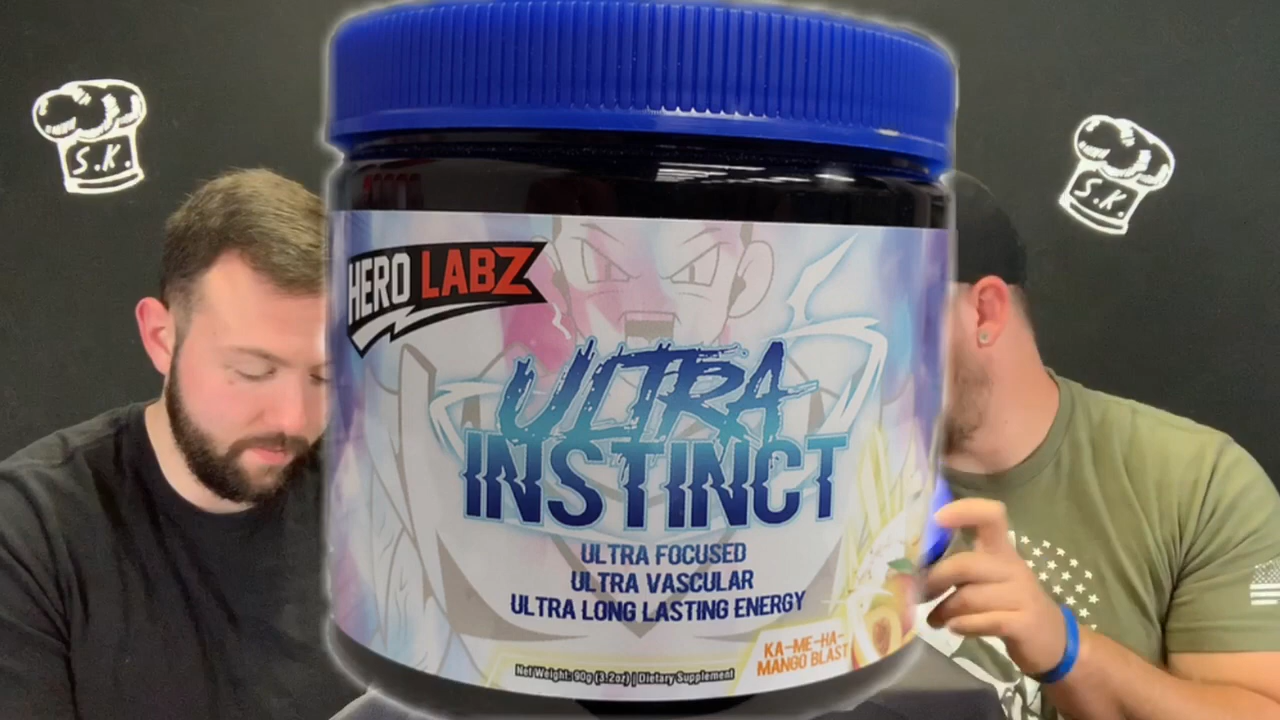 S.K.
S.K.
HERO LABZ
ULTRA
INSTINCT
ULTRA FOCUSED
ULTRA VASCULAR
ULTRA LONG LASTING ENERGY
KA-ME-HA-
MANGO BLAST
Net Weight: 90g (3.2oz) | Dietary Supplement